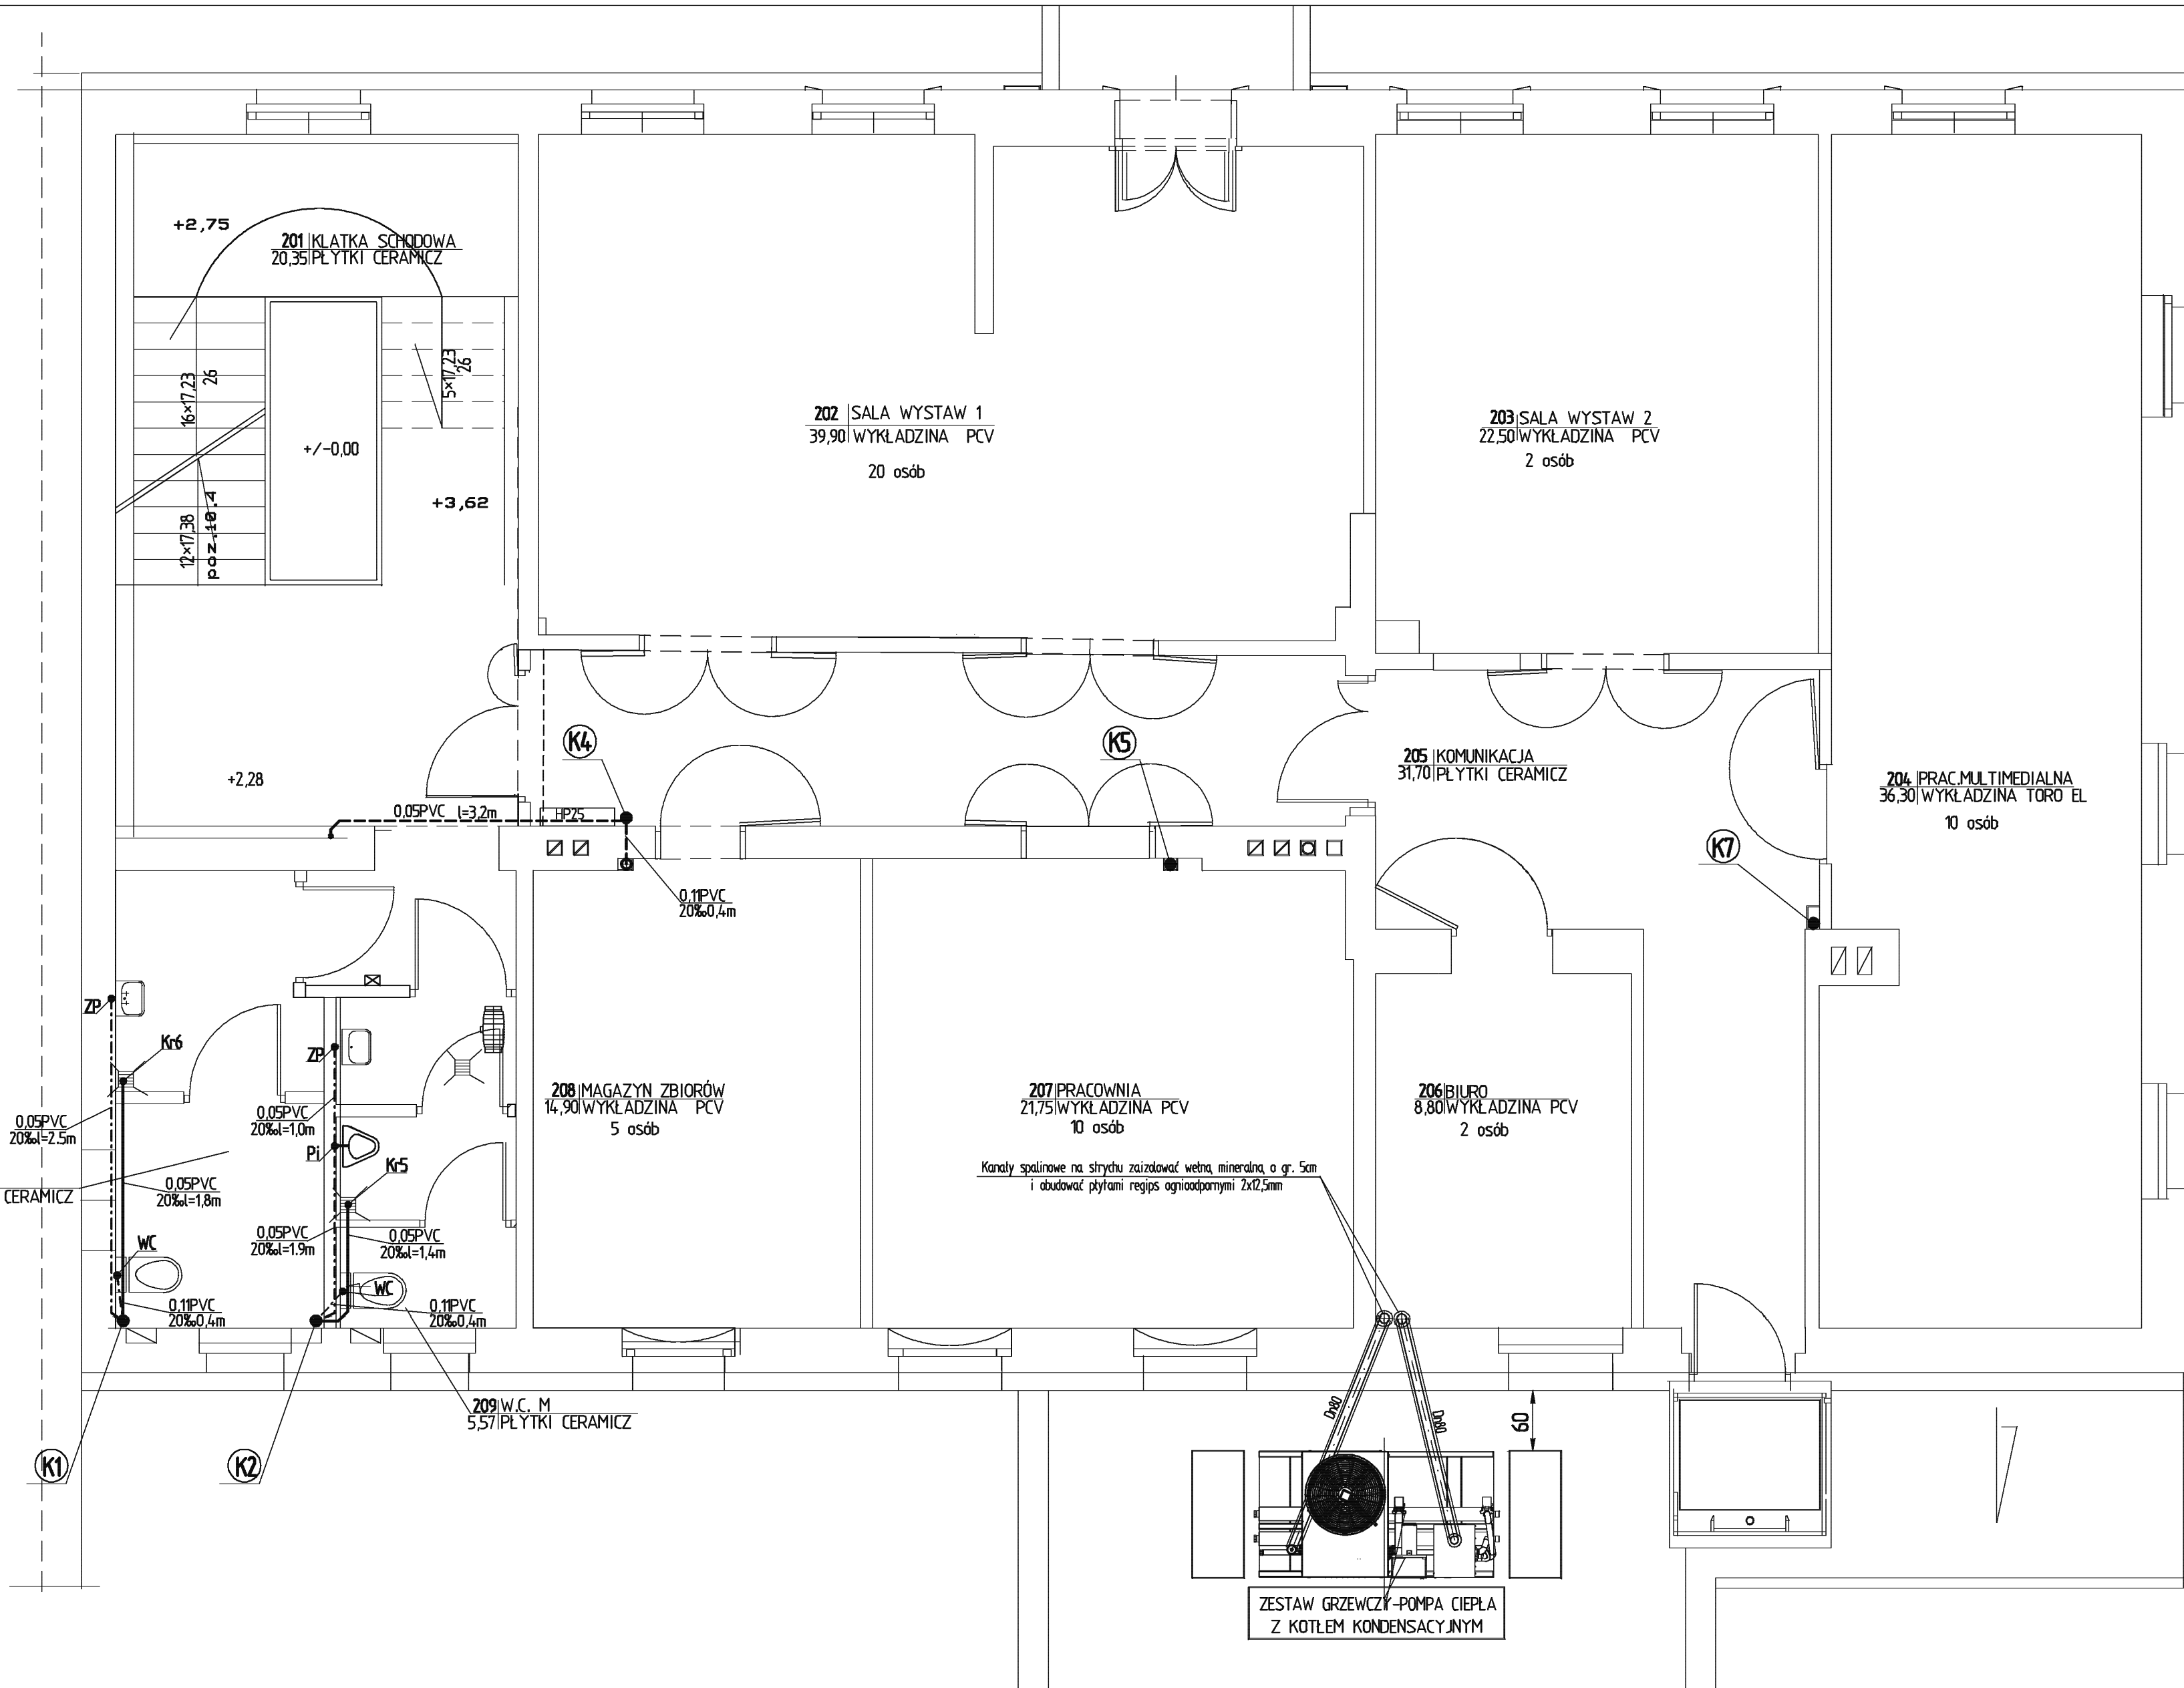 +2,75
201 KLATKA SCHODOWA
20,35 PŁYTKI CERAMICZ
16×17,23
26
5×17,23
26
+/-0,00
+3,62
12×17,38
poz.10.4
202 SALA WYSTAW 1
39,90 WYKŁADZINA PCV
20 osób
203 SALA WYSTAW 2
22,50 WYKŁADZINA PCV
2 osób
+2,28
K4
K5
205 KOMUNIKACJA
31,70 PŁYTKI CERAMICZ
204 PRAC.MULTIMEDIALNA
36,30 WYKŁADZINA TORO EL
10 osób
0,05PVC l=3,2m
HP25
K7
0,11PVC
20‰0,4m
ZP
Kr6
ZP
208 MAGAZYN ZBIORÓW
14,90 WYKŁADZINA PCV
5 osób
207 PRACOWNIA
21,75 WYKŁADZINA PCV
10 osób
206 BIURO
8,80 WYKŁADZINA PCV
2 osób
0,05PVC
20‰l=2.5m
0,05PVC
20‰l=1,0m
Pi
Kr5
Kanały spalinowe na strychu zaizolować wełną mineralną o gr. 5cm
i obudować płytami regips ognioodpornymi 2x12,5mm
CERAMICZ
0,05PVC
20‰l=1,8m
0,05PVC
20‰l=1.9m
0,05PVC
20‰l=1,4m
WC
WC
0,11PVC
20‰0,4m
0,11PVC
20‰0,4m
209 W.C. M
5,57 PŁYTKI CERAMICZ
Dn80
Dn80
60
K1
K2
ZESTAW GRZEWCZY-POMPA CIEPŁA
Z KOTŁEM KONDENSACYJNYM